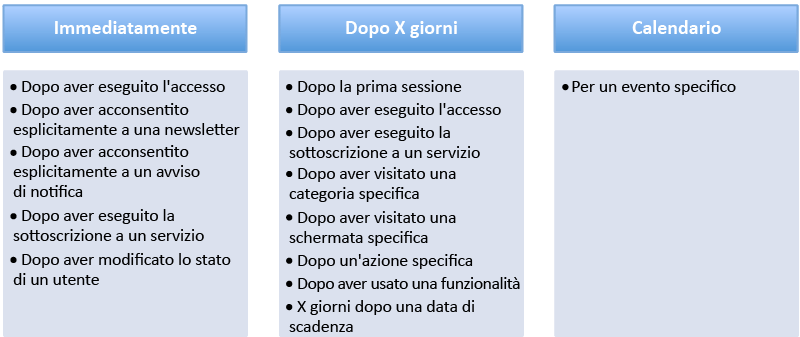 Immediatamente
• Dopo aver eseguito l'accesso
• Dopo aver acconsentito
esplicitamente a una newsletter
• Dopo aver acconsentito
esplicitamente a un avviso
di notifica
• Dopo aver eseguito la
sottoscrizione a un servizio
• Dopo aver modificato lo stato
di un utente
Dopo X giorni
• Dopo la prima sessione
• Dopo aver eseguito l'accesso
• Dopo aver eseguito la
sottoscrizione a un servizio
• Dopo aver visitato una
categoria specifica
• Dopo aver visitato una
schermata specifica
• Dopo un'azione specifica
• Dopo aver usato una funzionalità
• X giorni dopo una data di
scadenza
Calendario
• Per un evento specifico